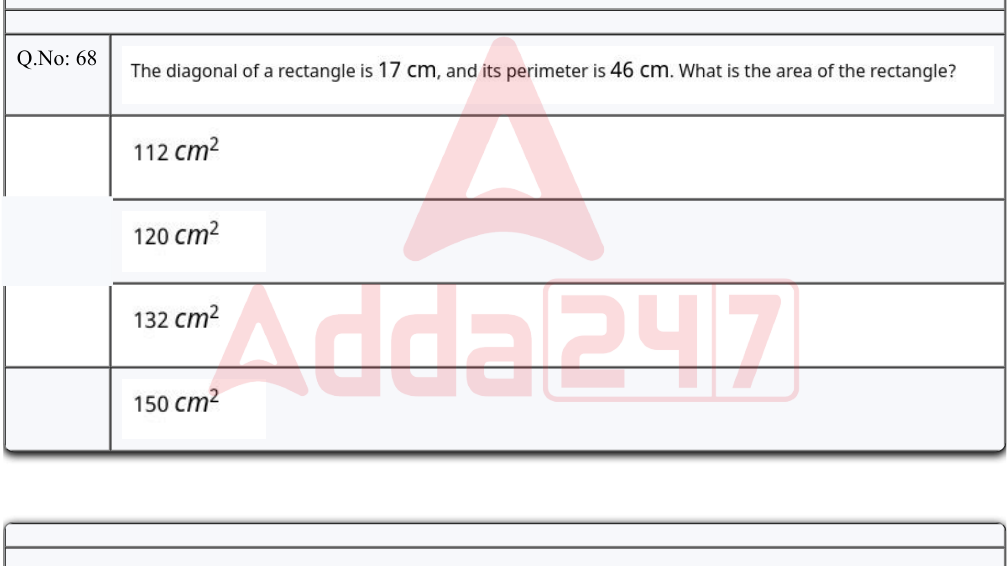 Q.No: 68
The diagonal of a rectangle is 17 cm, and its perimeter is 46 cm. What is the area of the rectangle?
112 cm²
120 cm²
132 cm²
150 cm²
Adda247